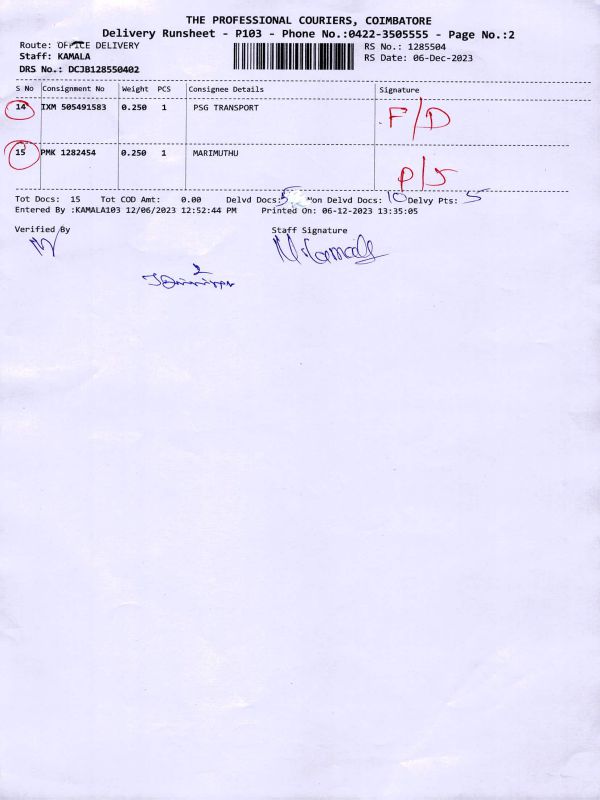 THE PROFESSIONAL COURIERS, COIMBATORE
Delivery Runsheet - P103 - Phone No.:0422-3505555 - Page No.:2
Route: OFFICE DELIVERY
RS No.: 1285504
Staff: KAMALA
RS Date: 06-Dec-2023
DRS No.: DCJB128550402
S No Consignment No Weight PCS Consignee Details Signature
14 IXM 505491583 0.250 1 PSG TRANSPORT F/D
15 PMK 1282454 0.250 1 MARIMUTHU P/5
Tot Docs: 15 Tot COD Amt: 0.00 Delvd Docs: 5 Non Delvd Docs: 10 Delvy Pts: 5
Entered By :KAMALA103 12/06/2023 12:52:44 PM Printed On: 06-12-2023 13:35:05
Verified By Staff Signature